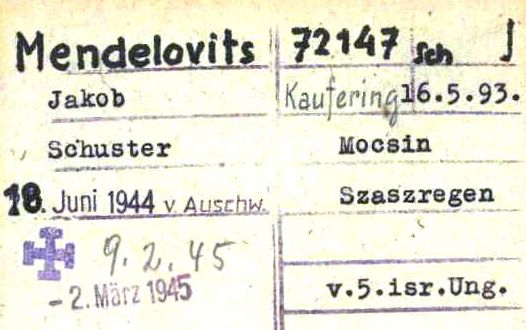 Mendelovits 72147 Sch J
Jakob Kaufering 16.5.93.
Schuster Mocsin
18. Juni 1944 v. Auschw. Szaszregen
9.2.45
- 2. März 1945 v.5.isr.Ung.